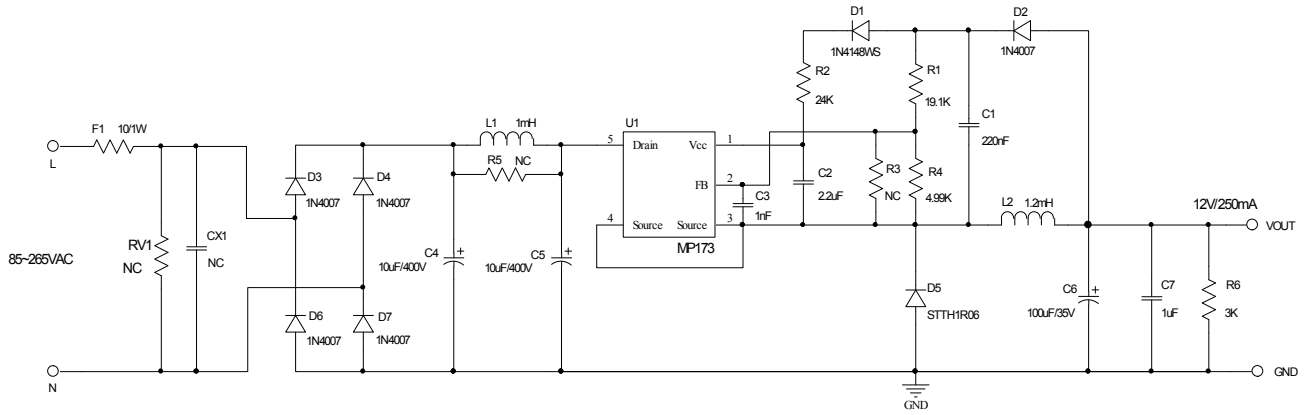 D1
1N4148WS
D2
1N4007
R2
24K
R1
19.1K
C1
220nF
F1 10/1W
L
L1 1mH
R5 NC
U1
5 Drain Vcc 1
FB 2
4 Source Source 3
MP173
C2
2.2uF
C3
1nF
R3
NC
R4
4.99K
L2 1.2mH
12V/250mA
VOUT
D3
1N4007
D4
1N4007
85~265VAC
RV1
NC
CX1
NC
C4
10uF/400V
C5
10uF/400V
D5
STTH1R06
C6
100uF/35V
C7
1uF
R6
3K
D6
1N4007
D7
1N4007
N
GND
GND